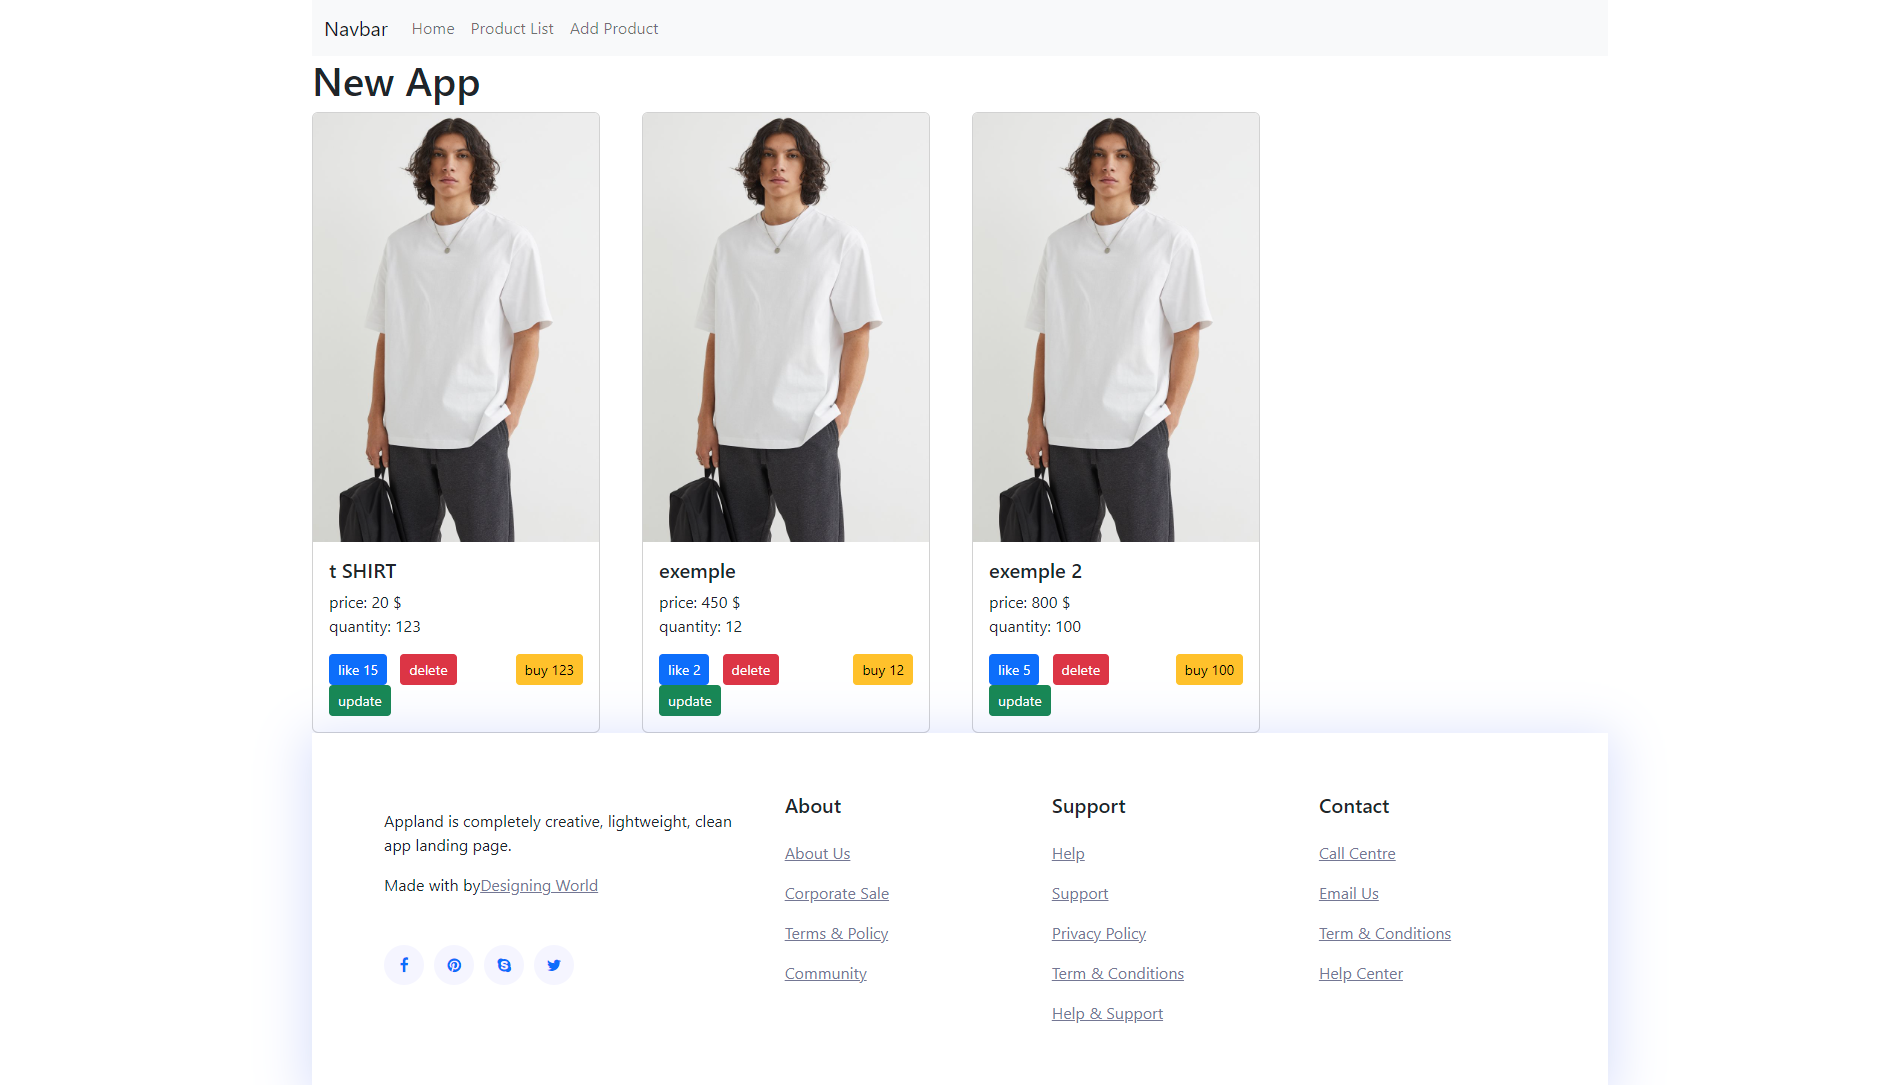 Navbar Home Product List Add Product
New App
t SHIRT
price: 20 $
quantity: 123
like 15 delete buy 123
update
exemple
price: 450 $
quantity: 12
like 2 delete buy 12
update
exemple 2
price: 800 $
quantity: 100
like 5 delete buy 100
update
Appland is completely creative, lightweight, clean
app landing page.
Made with byDesigning World
About
About Us
Corporate Sale
Terms & Policy
Community
Support
Help
Support
Privacy Policy
Term & Conditions
Help & Support
Contact
Call Centre
Email Us
Term & Conditions
Help Center